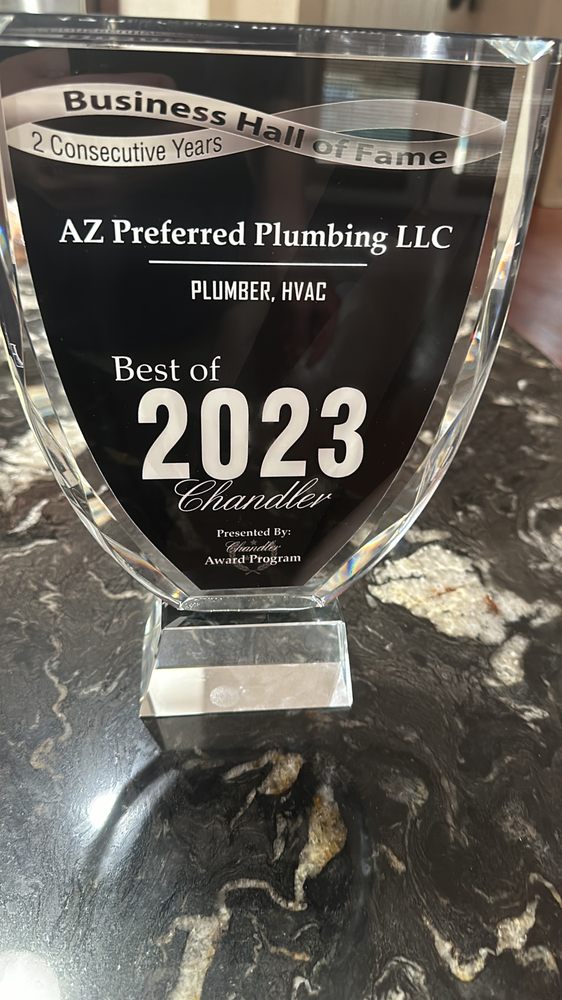 Business Hall of Fame
2 Consecutive Years
AZ Preferred Plumbing LLC
PLUMBER, HVAC
Best of
2023
Chandler
Presented By:
Chandler
Award Program